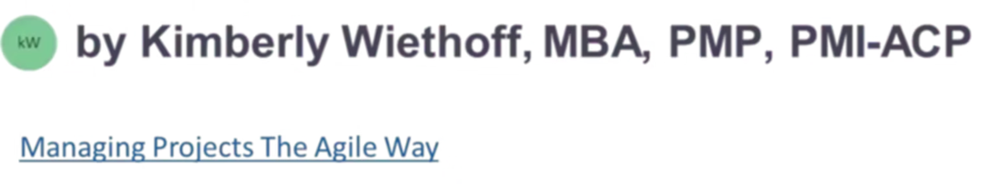 kW by Kimberly Wiethoff, MBA, PMP, PMI-ACP
Managing Projects The Agile Way